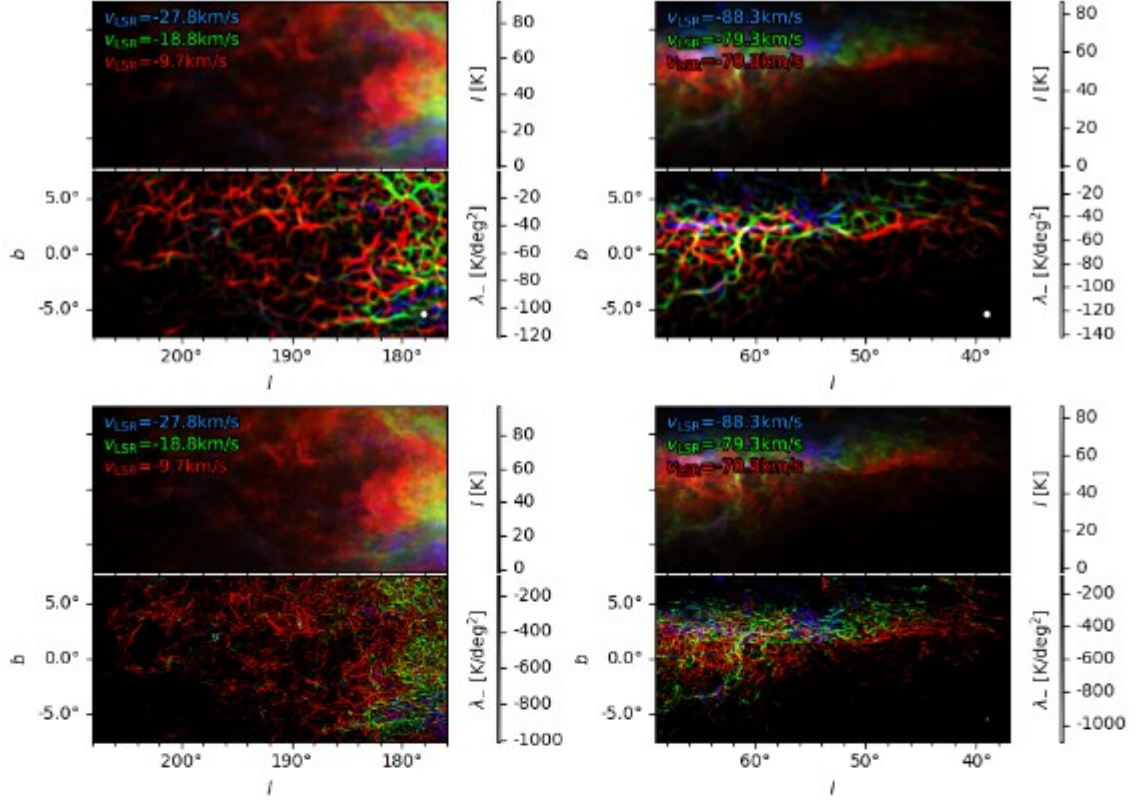 v_LSR=-27.8km/s
v_LSR=-18.8km/s
v_LSR=-9.7km/s
80
60
40
20
0
I [K]
5.0°
0.0°
-5.0°
b
-20
-40
-60
-80
-100
-120
λ_ [K/deg²]
200° 190° 180°
l
v_LSR=-88.3km/s
v_LSR=-79.3km/s
v_LSR=-70.3km/s
80
60
40
20
0
I [K]
5.0°
0.0°
-5.0°
b
-20
-40
-60
-80
-100
-120
-140
λ_ [K/deg²]
60° 50° 40°
l
v_LSR=-27.8km/s
v_LSR=-18.8km/s
v_LSR=-9.7km/s
80
60
40
20
0
I [K]
5.0°
0.0°
-5.0°
b
-200
-400
-600
-800
-1000
λ_ [K/deg²]
200° 190° 180°
l
v_LSR=-88.3km/s
v_LSR=-79.3km/s
v_LSR=-70.3km/s
80
60
40
20
0
I [K]
5.0°
0.0°
-5.0°
b
-200
-400
-600
-800
-1000
λ_ [K/deg²]
60° 50° 40°
l